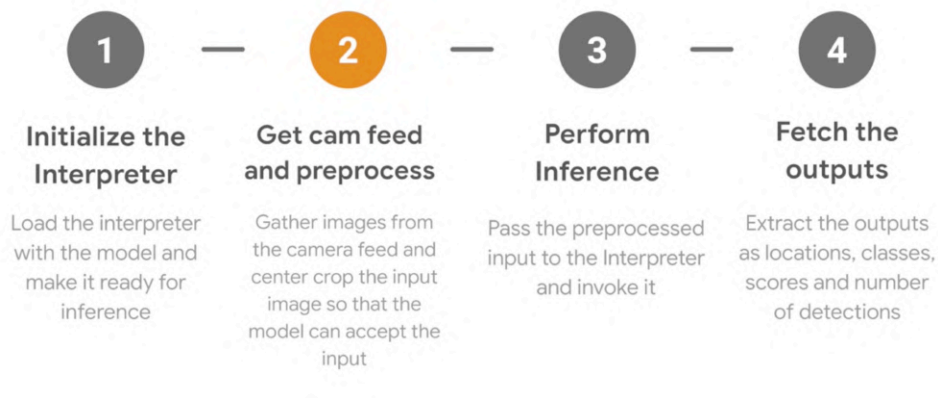 1
2
3
4
Initialize the
Interpreter
Load the interpreter
with the model and
make it ready for
inference
Get cam feed
and preprocess
Gather images from
the camera feed and
center crop the input
image so that the
model can accept the
input
Perform
Inference
Pass the preprocessed
input to the Interpreter
and invoke it
Fetch the
outputs
Extract the outputs
as locations, classes,
scores and number
of detections